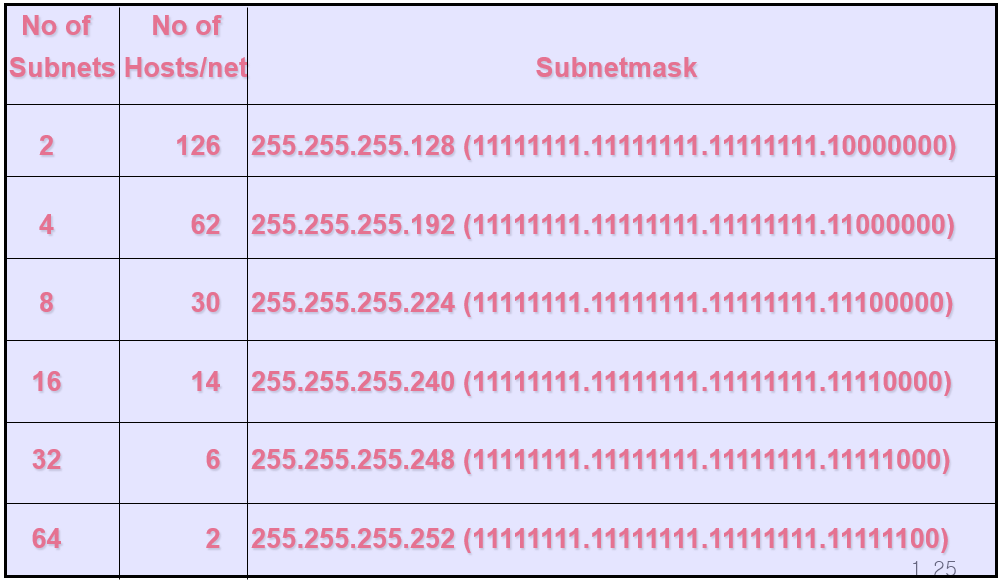 No of Subnets No of Hosts/net Subnetmask
2 126 255.255.255.128 (11111111.11111111.11111111.10000000)
4 62 255.255.255.192 (11111111.11111111.11111111.11000000)
8 30 255.255.255.224 (11111111.11111111.11111111.11100000)
16 14 255.255.255.240 (11111111.11111111.11111111.11110000)
32 6 255.255.255.248 (11111111.11111111.11111111.11111000)
64 2 255.255.255.252 (11111111.11111111.11111111.11111100)
1 25